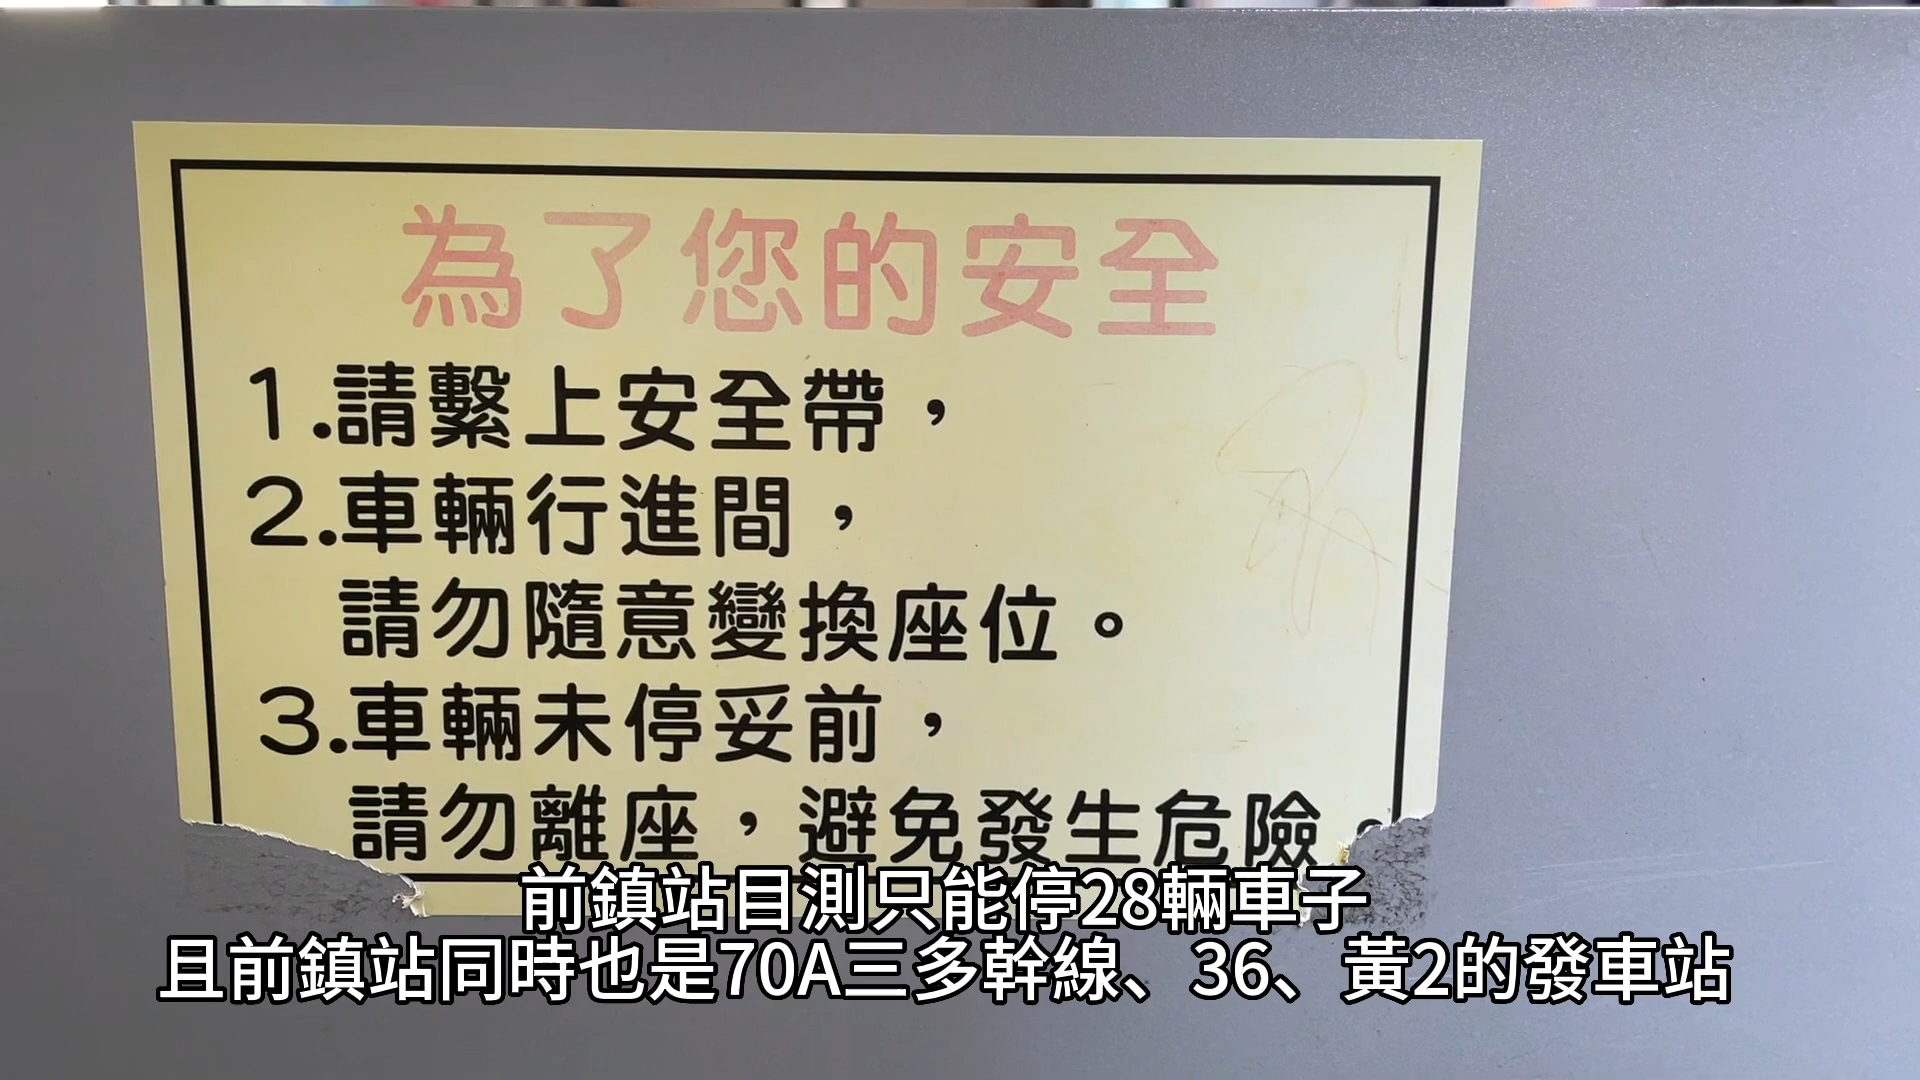 為了您的安全
1.請繫上安全帶，
2.車輛行進間，
請勿隨意變換座位。
3.車輛未停妥前，
請勿離座，避免發生危險。
前鎮站目測只能停28輛車子
且前鎮站同時也是70A三多幹線、36、黃2的發車站